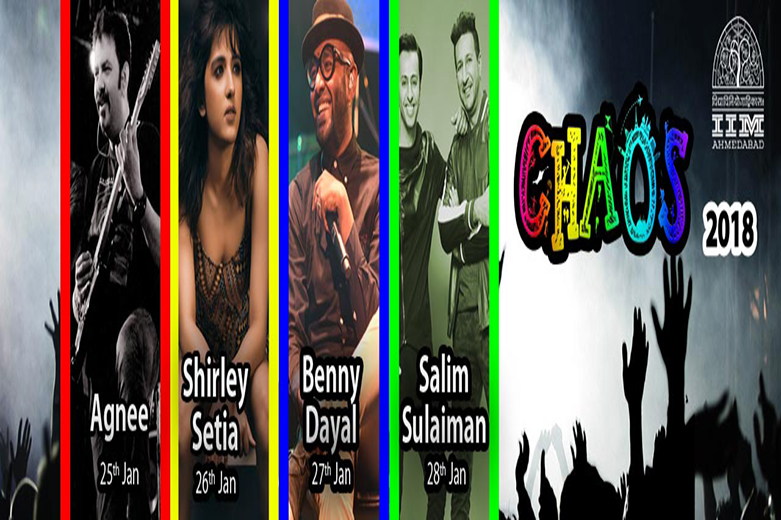 Agnee
25th Jan
Shirley
Setia
26th Jan
Benny
Dayal
27th Jan
Salim
Sulaiman
28th Jan
CHAOS
2018
IIM
AHMEDABAD